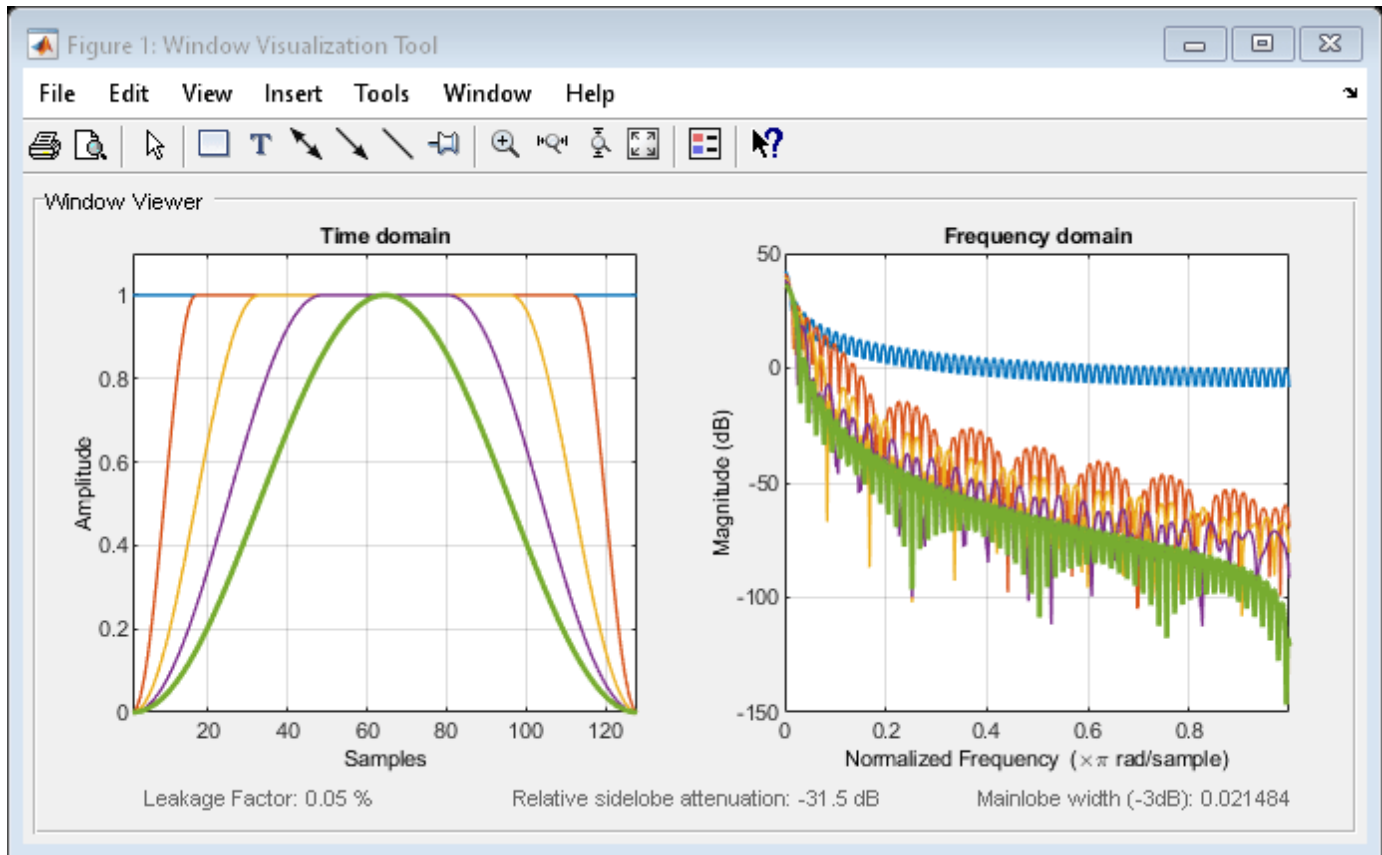 Figure 1: Window Visualization Tool
File Edit View Insert Tools Window Help
T
?
Window Viewer
Time domain
1
0.8
0.6
0.4
0.2
0
20 40 60 80 100 120
Amplitude
Samples
Frequency domain
50
0
-50
-100
-150
0 0.2 0.4 0.6 0.8
Magnitude (dB)
Normalized Frequency (×π rad/sample)
Leakage Factor: 0.05 % Relative sidelobe attenuation: -31.5 dB Mainlobe width (-3dB): 0.021484